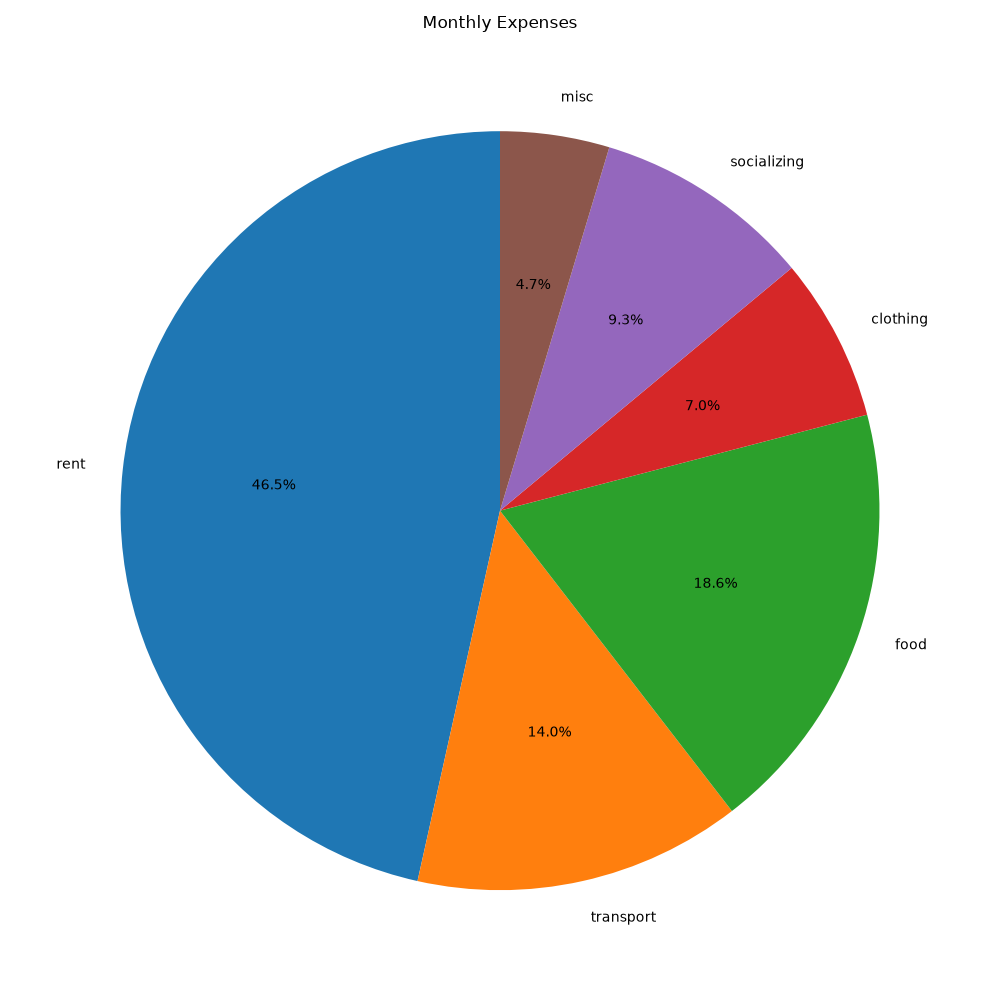 Monthly Expenses
misc
socializing
4.7%
9.3%
clothing
7.0%
rent
46.5%
18.6%
food
14.0%
transport